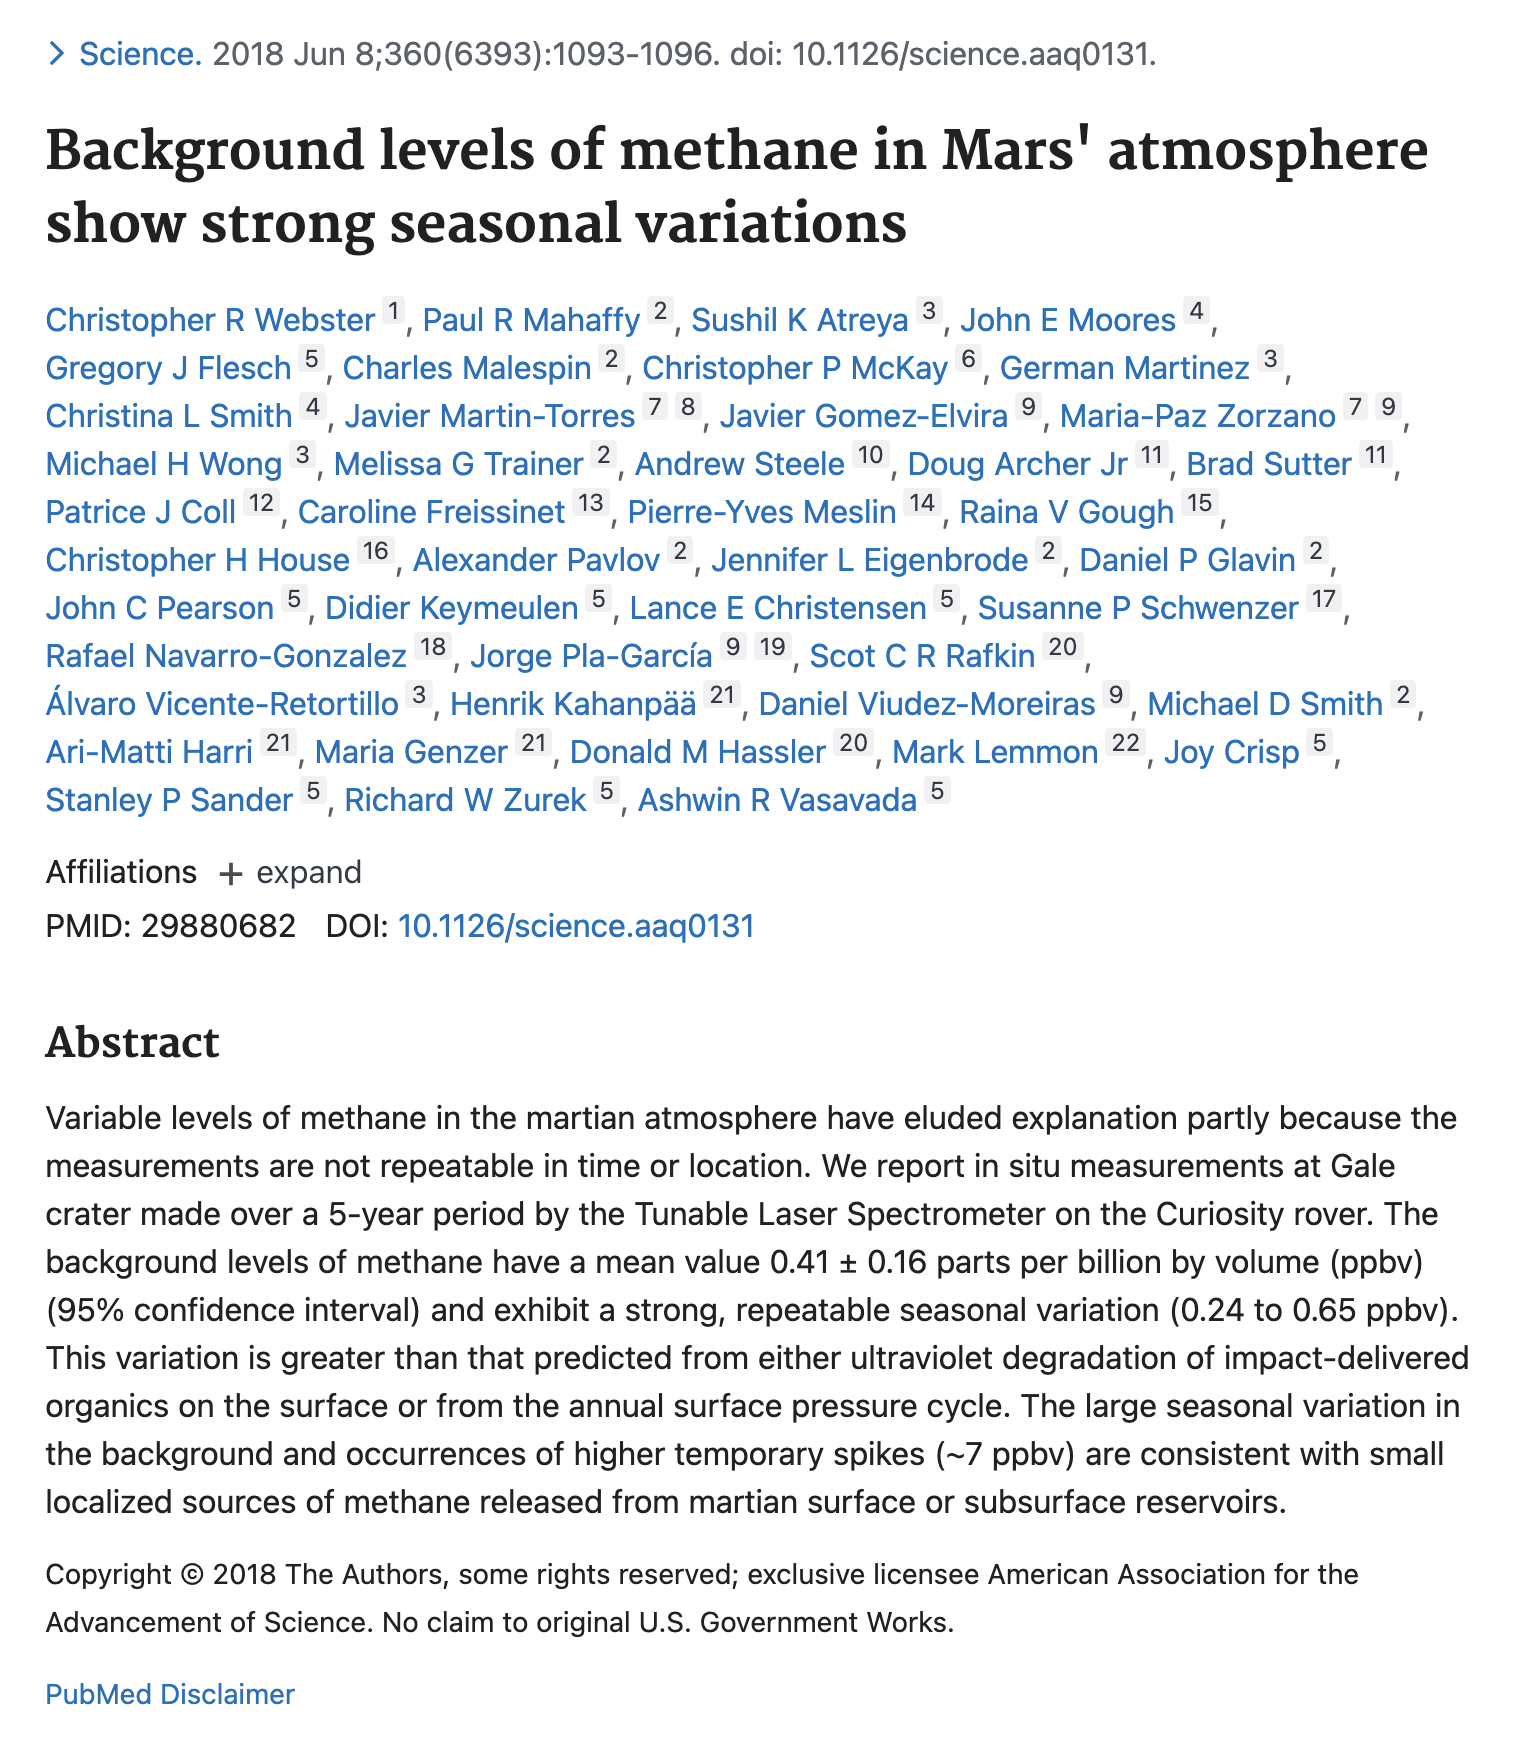 > Science. 2018 Jun 8;360(6393):1093-1096. doi: 10.1126/science.aaq0131.
Background levels of methane in Mars' atmosphere
show strong seasonal variations
Christopher R Webster 1, Paul R Mahaffy 2, Sushil K Atreya 3, John E Moores 4,
Gregory J Flesch 5, Charles Malespin 2, Christopher P McKay 6, German Martinez 3,
Christina L Smith 4, Javier Martin-Torres 7 8, Javier Gomez-Elvira 9, Maria-Paz Zorzano 7 9,
Michael H Wong 3, Melissa G Trainer 2, Andrew Steele 10, Doug Archer Jr 11, Brad Sutter 11,
Patrice J Coll 12, Caroline Freissinet 13, Pierre-Yves Meslin 14, Raina V Gough 15,
Christopher H House 16, Alexander Pavlov 2, Jennifer L Eigenbrode 2, Daniel P Glavin 2,
John C Pearson 5, Didier Keymeulen 5, Lance E Christensen 5, Susanne P Schwenzer 17,
Rafael Navarro-Gonzalez 18, Jorge Pla-García 9 19, Scot C R Rafkin 20,
Álvaro Vicente-Retortillo 3, Henrik Kahanpää 21, Daniel Viudez-Moreiras 9, Michael D Smith 2,
Ari-Matti Harri 21, Maria Genzer 21, Donald M Hassler 20, Mark Lemmon 22, Joy Crisp 5,
Stanley P Sander 5, Richard W Zurek 5, Ashwin R Vasavada 5
Affiliations + expand
PMID: 29880682 DOI: 10.1126/science.aaq0131
Abstract
Variable levels of methane in the martian atmosphere have eluded explanation partly because the
measurements are not repeatable in time or location. We report in situ measurements at Gale
crater made over a 5-year period by the Tunable Laser Spectrometer on the Curiosity rover. The
background levels of methane have a mean value 0.41 ± 0.16 parts per billion by volume (ppbv)
(95% confidence interval) and exhibit a strong, repeatable seasonal variation (0.24 to 0.65 ppbv).
This variation is greater than that predicted from either ultraviolet degradation of impact-delivered
organics on the surface or from the annual surface pressure cycle. The large seasonal variation in
the background and occurrences of higher temporary spikes (~7 ppbv) are consistent with small
localized sources of methane released from martian surface or subsurface reservoirs.
Copyright © 2018 The Authors, some rights reserved; exclusive licensee American Association for the
Advancement of Science. No claim to original U.S. Government Works.
PubMed Disclaimer